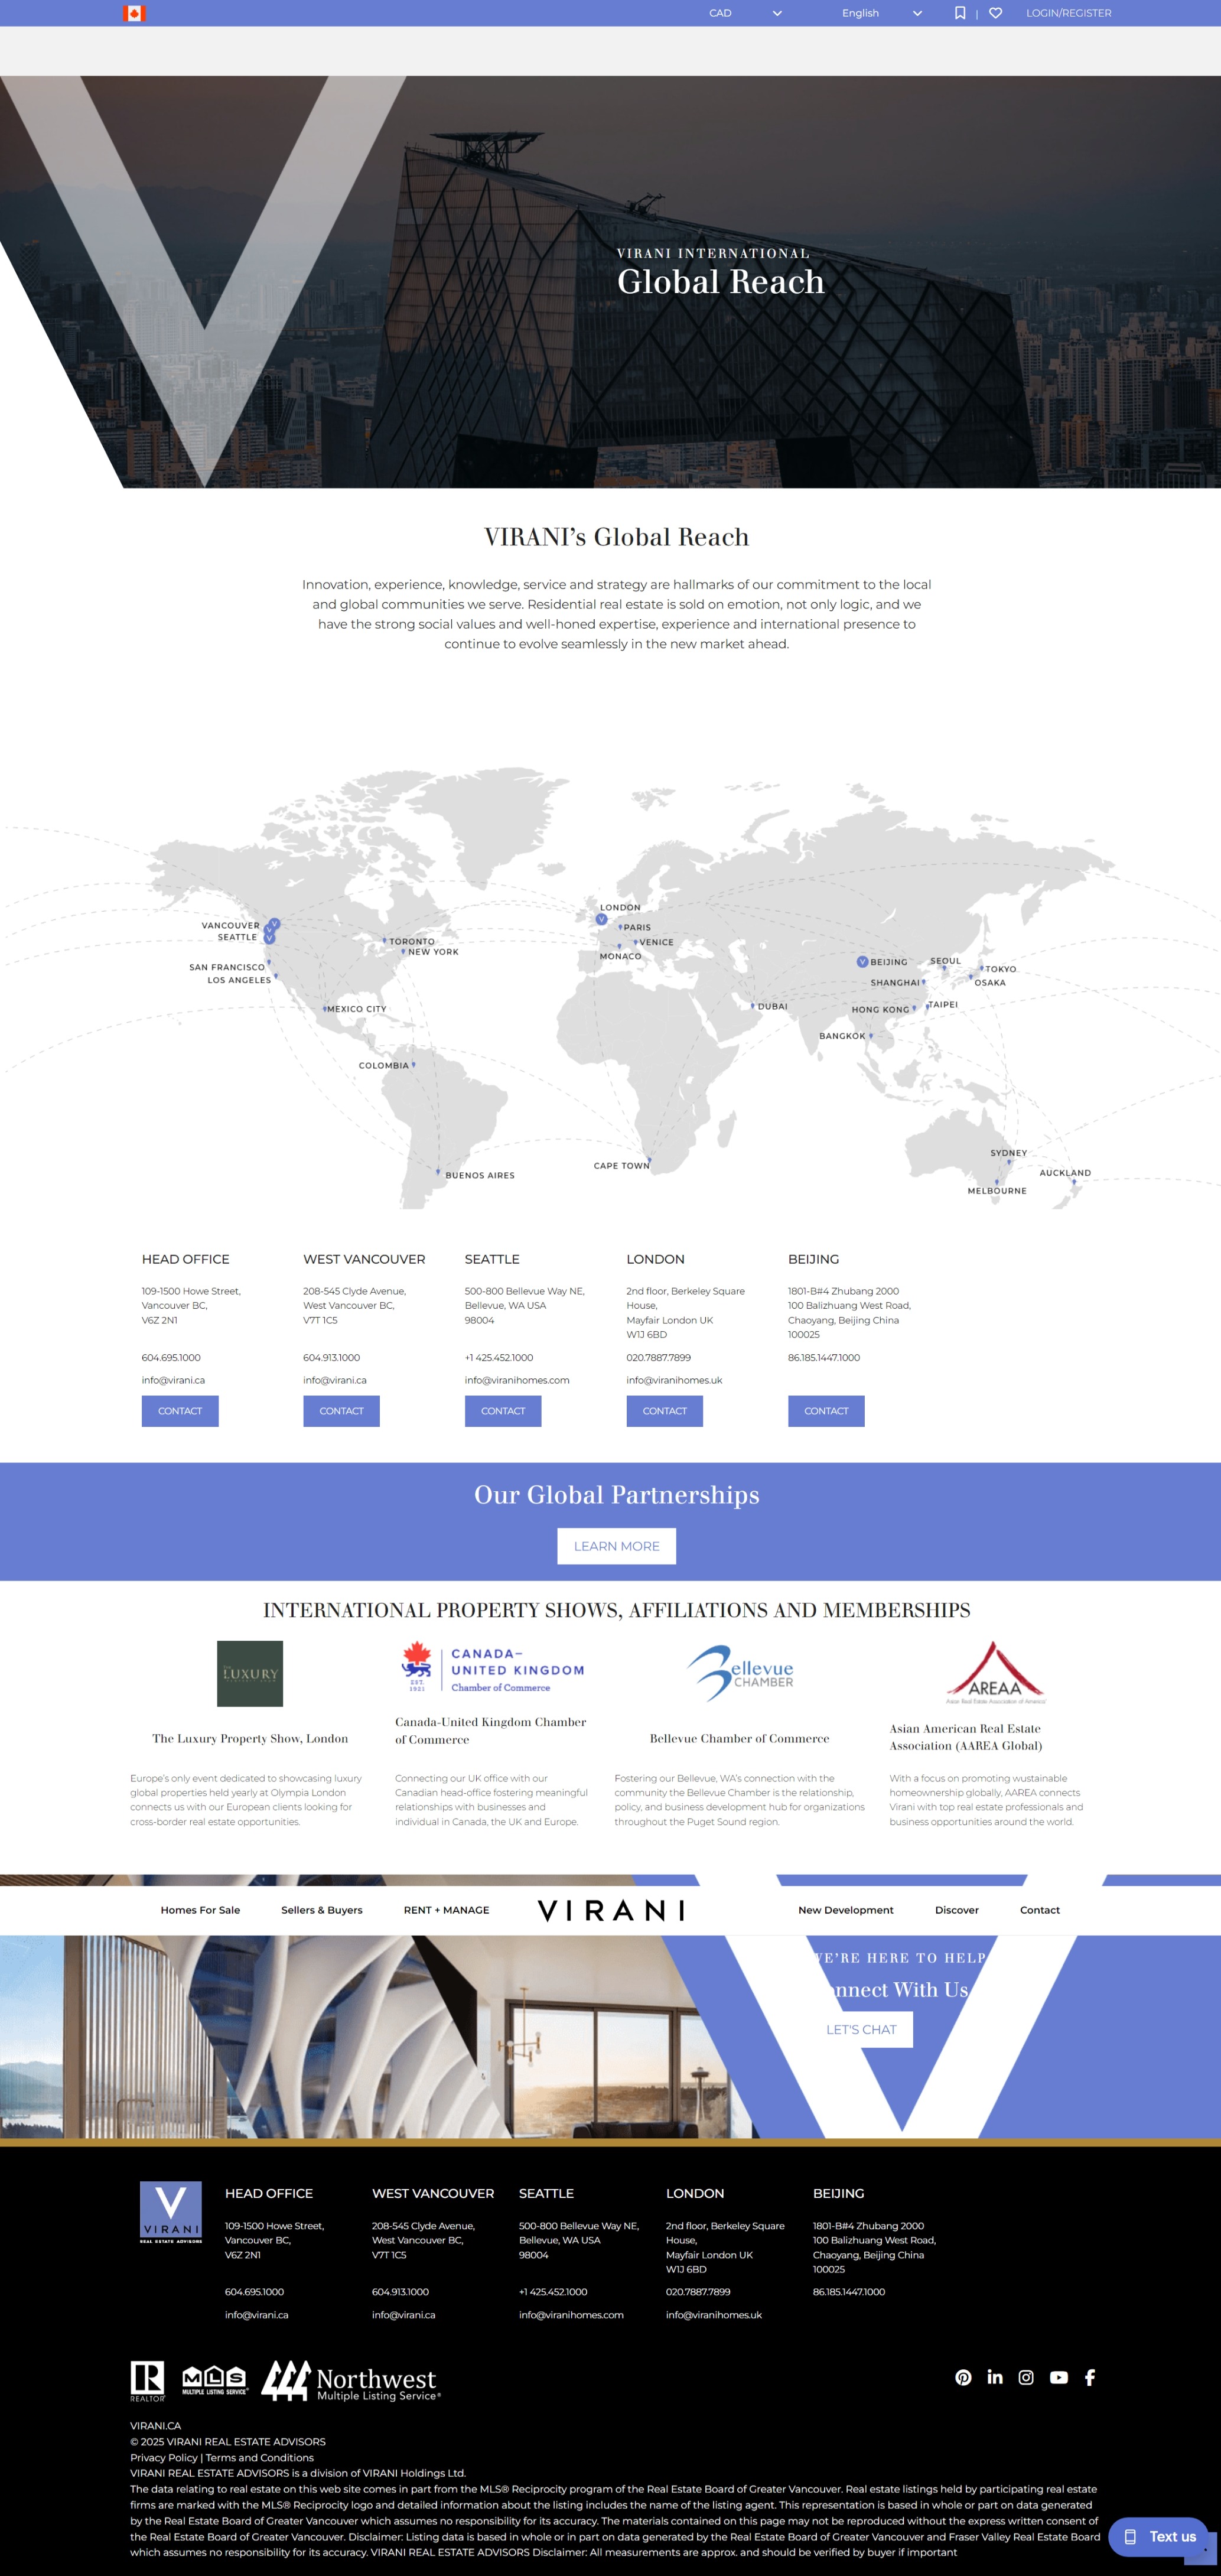 CAD
English
|
LOGIN/REGISTER
VIRANI INTERNATIONAL
Global Reach
VIRANI's Global Reach
Innovation, experience, knowledge, service and strategy are hallmarks of our commitment to the local
and global communities we serve. Residential real estate is sold on emotion, not only logic, and we
have the strong social values and well-honed expertise, experience and international presence to
continue to evolve seamlessly in the new market ahead.
VANCOUVER
SEATTLE
SAN FRANCISCO
LOS ANGELES
MEXICO CITY
TORONTO
NEW YORK
COLOMBIA
BUENOS AIRES
LONDON
PARIS
VENICE
MONACO
CAPE TOWN
DUBAI
BEIJING
SEOUL
TOKYO
OSAKA
SHANGHAI
HONG KONG
TAIPEI
BANGKOK
SYDNEY
AUCKLAND
MELBOURNE
HEAD OFFICE
109-1500 Howe Street,
Vancouver BC,
V6Z 2N1
604.695.1000
info@virani.ca
CONTACT
WEST VANCOUVER
208-545 Clyde Avenue,
West Vancouver BC,
V7T 1C5
604.913.1000
info@virani.ca
CONTACT
SEATTLE
500-800 Bellevue Way NE,
Bellevue, WA USA
98004
+1 425.452.1000
info@viranihomes.com
CONTACT
LONDON
2nd floor, Berkeley Square
House,
Mayfair London UK
W1J 6BD
020.7887.7899
info@viranihomes.uk
CONTACT
BEIJING
1801-B#4 Zhubang 2000
100 Balizhuang West Road,
Chaoyang, Beijing China
100025
86.185.1447.1000
CONTACT
Our Global Partnerships
LEARN MORE
INTERNATIONAL PROPERTY SHOWS, AFFILIATIONS AND MEMBERSHIPS
LUXURY
The Luxury Property Show, London
Europe's only event dedicated to showcasing luxury
global properties held yearly at Olympia London
connects us with our European clients looking for
cross-border real estate opportunities.
EST.
1921
CANADA–
UNITED KINGDOM
Chamber of Commerce
Canada-United Kingdom Chamber
of Commerce
Connecting our UK office with our
Canadian head-office fostering meaningful
relationships with businesses and
individual in Canada, the UK and Europe.
Bellevue
CHAMBER
Bellevue Chamber of Commerce
Fostering our Bellevue, WA's connection with the
community the Bellevue Chamber is the relationship,
policy, and business development hub for organizations
throughout the Puget Sound region.
AREAA
Asian Real Estate Association of America
Asian American Real Estate
Association (AAREA Global)
With a focus on promoting wustainable
homeownership globally, AAREA connects
Virani with top real estate professionals and
business opportunities around the world.
Homes For Sale
Sellers & Buyers
RENT + MANAGE
VIRANI
New Development
Discover
Contact
WE'RE HERE TO HELP
onnect With Us
LET'S CHAT
V
VIRANI
REAL ESTATE ADVISORS
HEAD OFFICE
109-1500 Howe Street,
Vancouver BC,
V6Z 2N1
604.695.1000
info@virani.ca
WEST VANCOUVER
208-545 Clyde Avenue,
West Vancouver BC,
V7T 1C5
604.913.1000
info@virani.ca
SEATTLE
500-800 Bellevue Way NE,
Bellevue, WA USA
98004
+1 425.452.1000
info@viranihomes.com
LONDON
2nd floor, Berkeley Square
House,
Mayfair London UK
W1J 6BD
020.7887.7899
info@viranihomes.uk
BEIJING
1801-B#4 Zhubang 2000
100 Balizhuang West Road,
Chaoyang, Beijing China
100025
86.185.1447.1000
R
REALTOR
MLS
MULTIPLE LISTING SERVICE®
Northwest
Multiple Listing Service®
VIRANI.CA
© 2025 VIRANI REAL ESTATE ADVISORS
Privacy Policy | Terms and Conditions
VIRANI REAL ESTATE ADVISORS is a division of VIRANI Holdings Ltd.
The data relating to real estate on this web site comes in part from the MLS® Reciprocity program of the Real Estate Board of Greater Vancouver. Real estate listings held by participating real estate
firms are marked with the MLS® Reciprocity logo and detailed information about the listing includes the name of the listing agent. This representation is based in whole or part on data generated
by the Real Estate Board of Greater Vancouver which assumes no responsibility for its accuracy. The materials contained on this page may not be reproduced without the express written consent of
the Real Estate Board of Greater Vancouver. Disclaimer: Listing data is based in whole or in part on data generated by the Real Estate Board of Greater Vancouver and Fraser Valley Real Estate Board
which assumes no responsibility for its accuracy. VIRANI REAL ESTATE ADVISORS Disclaimer: All measurements are approx. and should be verified by buyer if important
Text us